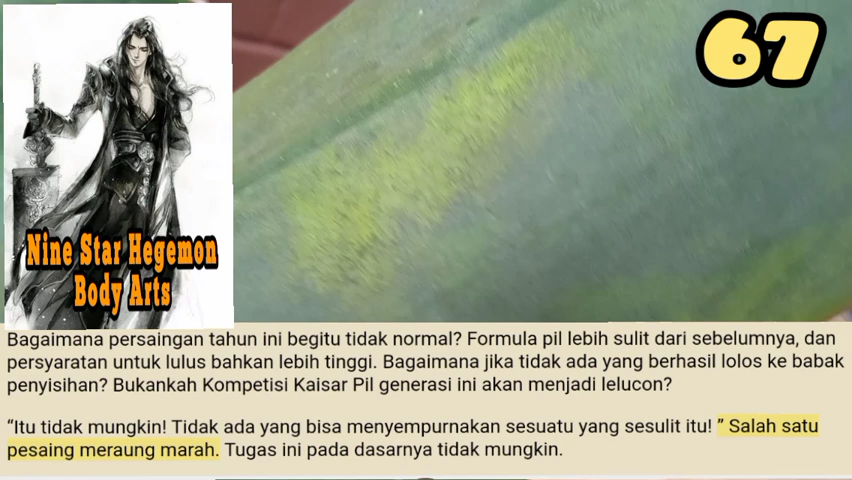 67
Nine Star Hegemon
Body Arts
Bagaimana persaingan tahun ini begitu tidak normal? Formula pil lebih sulit dari sebelumnya, dan
persyaratan untuk lulus bahkan lebih tinggi. Bagaimana jika tidak ada yang berhasil lolos ke babak
penyisihan? Bukankah Kompetisi Kaisar Pil generasi ini akan menjadi lelucon?
“Itu tidak mungkin! Tidak ada yang bisa menyempurnakan sesuatu yang sesulit itu! ” Salah satu
pesaing meraung marah. Tugas ini pada dasarnya tidak mungkin.